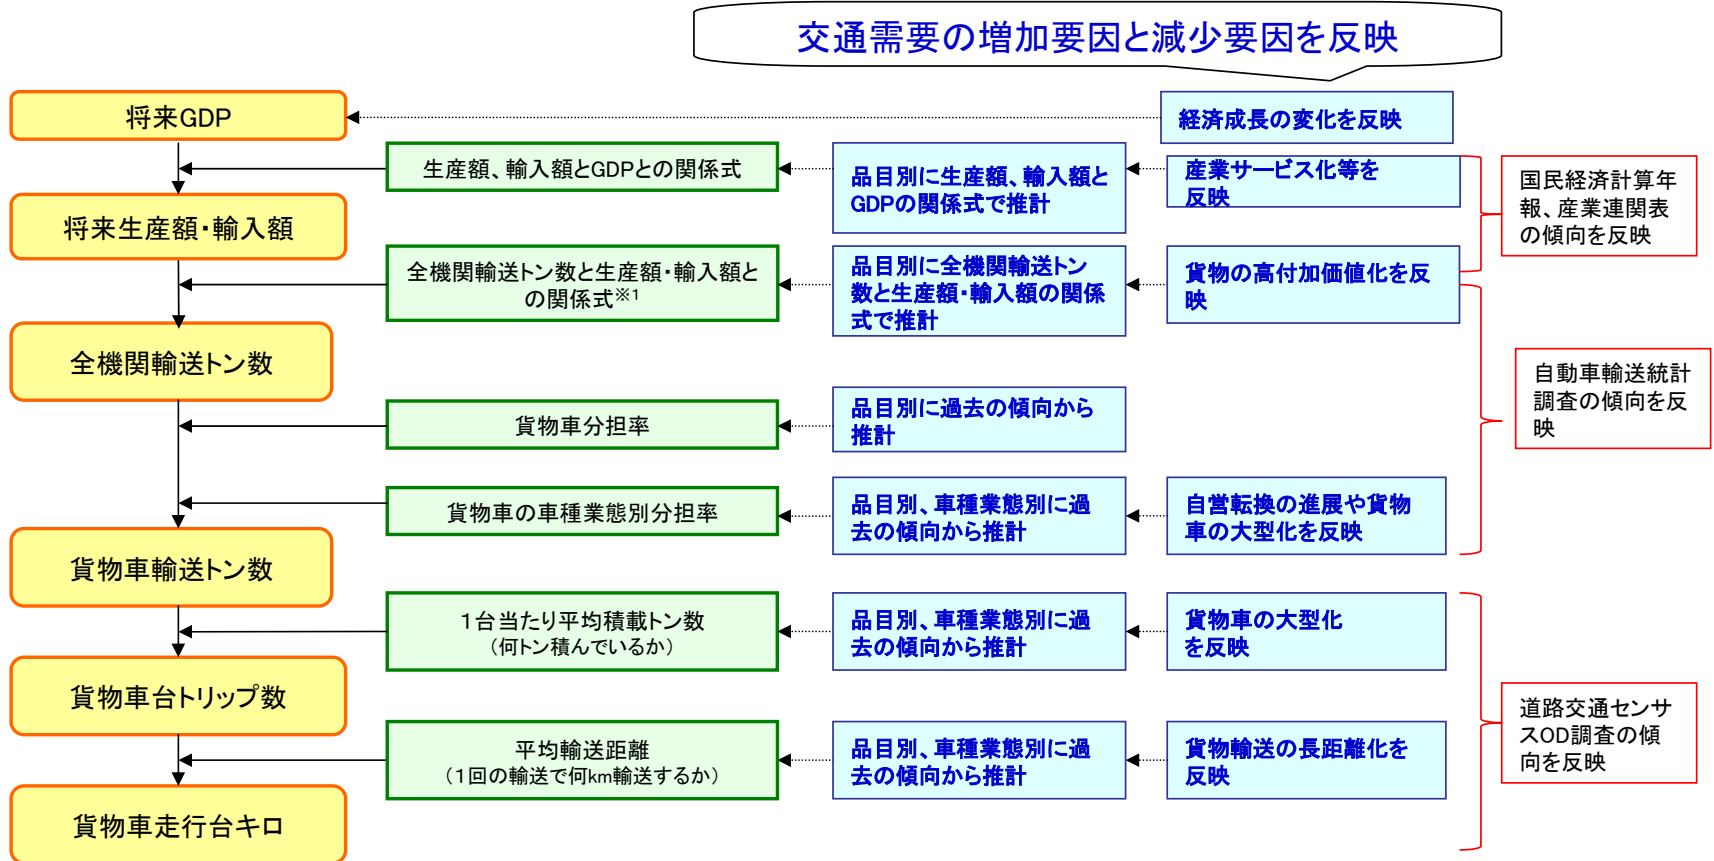 交通需要の増加要因と減少要因を反映
将来GDP
経済成長の変化を反映
生産額、輸入額とGDPとの関係式
品目別に生産額、輸入額と
GDPの関係式で推計
産業サービス化等を
反映
国民経済計算年
報、産業連関表
の傾向を反映
将来生産額・輸入額
全機関輸送トン数と生産額・輸入額と
の関係式※1
品目別に全機関輸送トン
数と生産額・輸入額の関係
式で推計
貨物の高付加価値化を反
映
全機関輸送トン数
自動車輸送統計
調査の傾向を反
映
貨物車分担率
品目別に過去の傾向から
推計
貨物車の車種業態別分担率
品目別、車種業態別に過
去の傾向から推計
自営転換の進展や貨物
車の大型化を反映
貨物車輸送トン数
1台当たり平均積載トン数
（何トン積んでいるか）
品目別、車種業態別に過
去の傾向から推計
貨物車の大型化
を反映
貨物車台トリップ数
道路交通センサ
スOD調査の傾
向を反映
平均輸送距離
（1回の輸送で何km輸送するか）
品目別、車種業態別に過
去の傾向から推計
貨物輸送の長距離化を
反映
貨物車走行台キロ